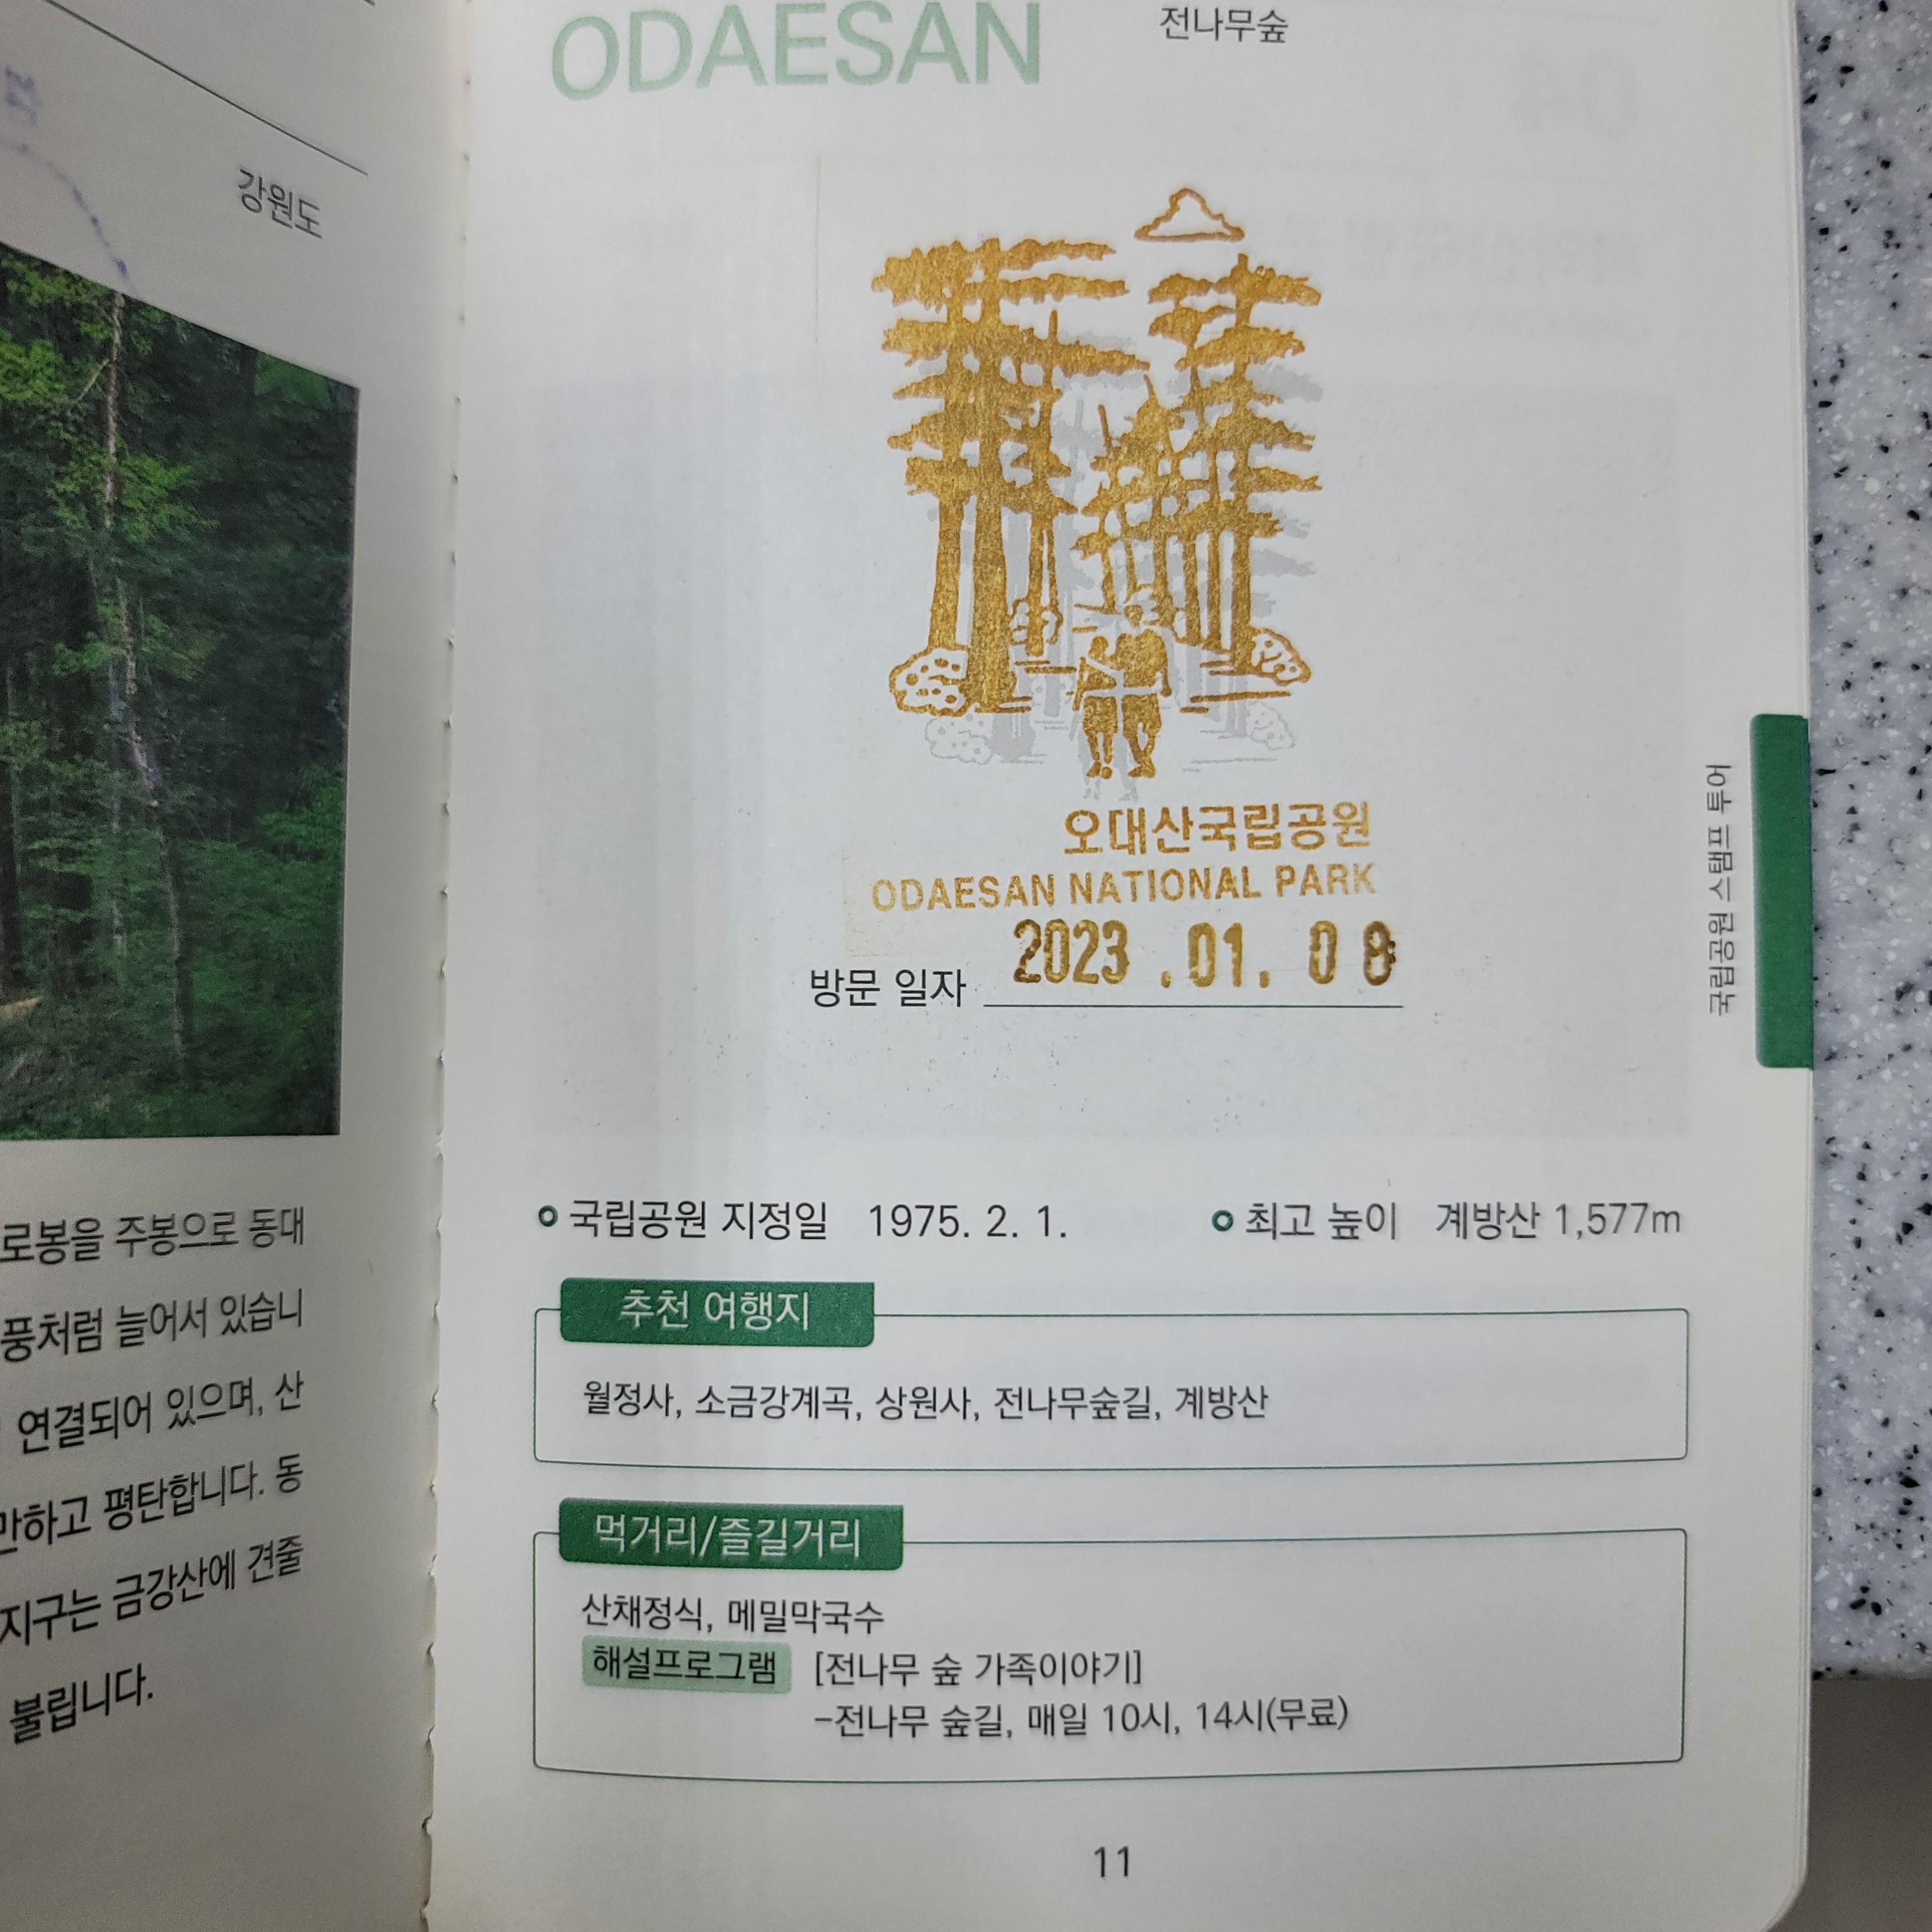 강원도
로봉을 주봉으로 동대
풍처럼 늘어서 있습니
연결되어 있으며, 산
만하고 평탄합니다. 동
지구는 금강산에 견줄
불립니다.
ODAESAN
전나무숲
오대산국립공원
ODAESAN NATIONAL PARK
방문 일자 2023 . 01. 08
국립공원 스탬프 투어
국립공원 지정일 1975. 2. 1.
최고 높이 계방산 1,577m
추천 여행지
월정사, 소금강계곡, 상원사, 전나무숲길, 계방산
먹거리/즐길거리
산채정식, 메밀막국수
해설프로그램 [전나무 숲 가족이야기]
-전나무 숲길, 매일 10시, 14시(무료)
11